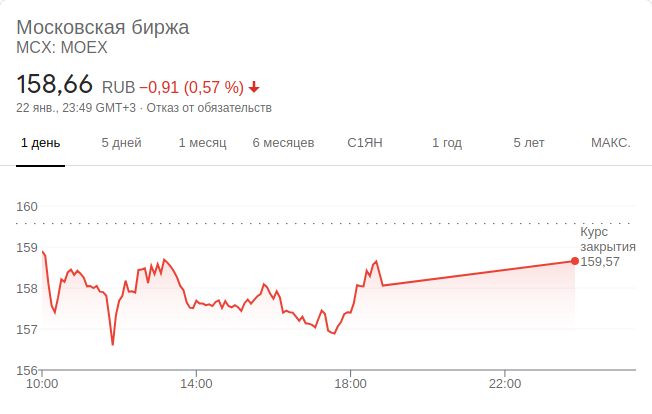 Московская биржа
MCX: MOEX
158,66 RUB −0,91 (0,57 %)
22 янв., 23:49 GMT+3 · Отказ от обязательств
1 день 5 дней 1 месяц 6 месяцев С1ЯН 1 год 5 лет МАКС.
160
Курс
закрытия
159
159,57
158
157
156
10:00 14:00 18:00 22:00